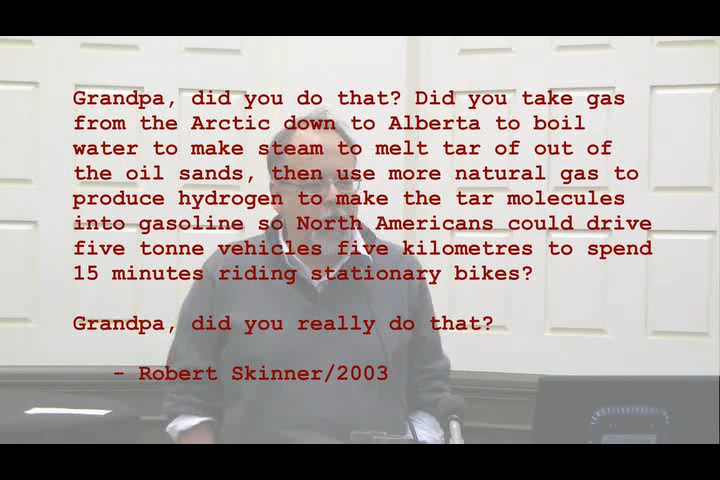 Grandpa, did you do that? Did you take gas
from the Arctic down to Alberta to boil
water to make steam to melt tar of out of
the oil sands, then use more natural gas to
produce hydrogen to make the tar molecules
into gasoline so North Americans could drive
five tonne vehicles five kilometres to spend
15 minutes riding stationary bikes?
Grandpa, did you really do that?
- Robert Skinner/2003